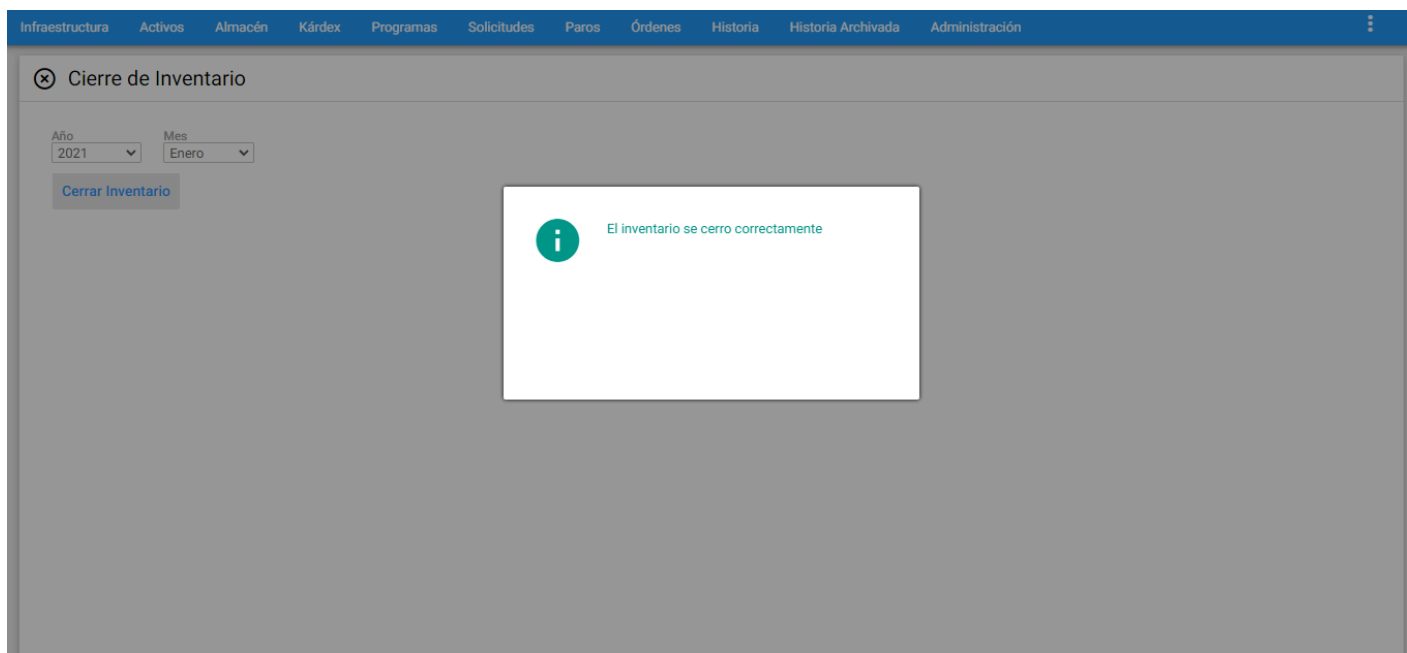 Infraestructura Activos Almacén Kárdex Programas Solicitudes Paros Órdenes Historia Historia Archivada Administración
Cierre de Inventario
Año Mes
2021 Enero
Cerrar Inventario
El inventario se cerro correctamente